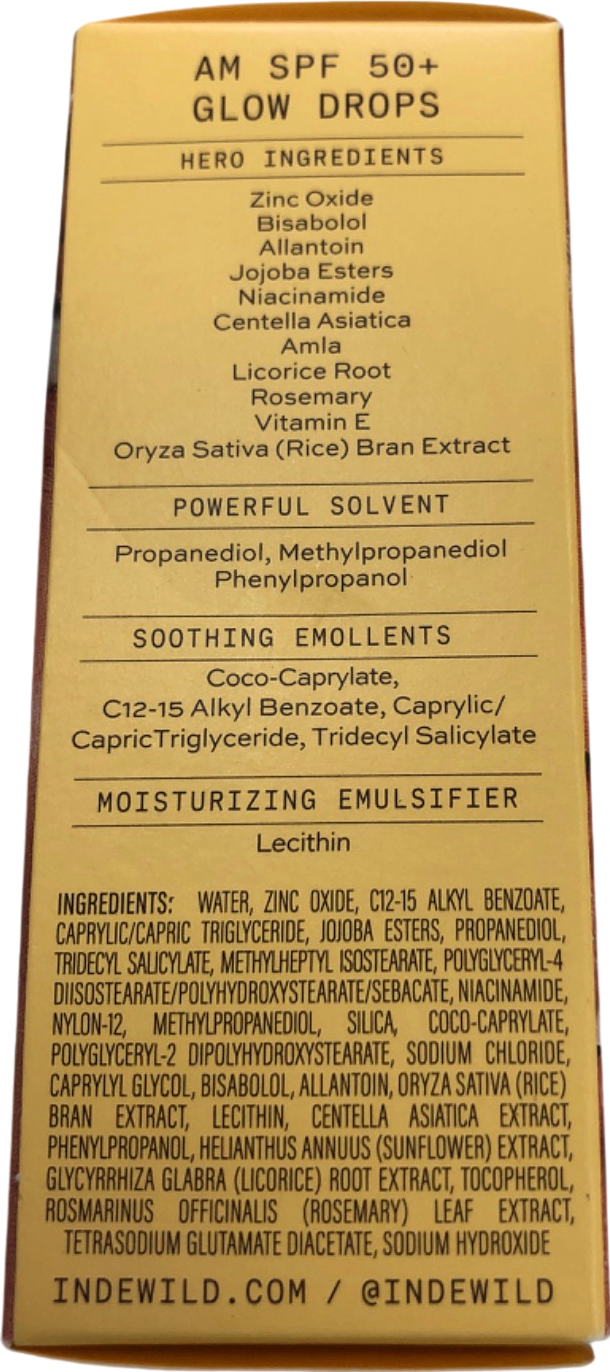 AM SPF 50+
GLOW DROPS
HERO INGREDIENTS
Zinc Oxide
Bisabolol
Allantoin
Jojoba Esters
Niacinamide
Centella Asiatica
Amla
Licorice Root
Rosemary
Vitamin E
Oryza Sativa (Rice) Bran Extract
POWERFUL SOLVENT
Propanediol, Methylpropanediol
Phenylpropanol
SOOTHING EMOLLENTS
Coco-Caprylate,
C12-15 Alkyl Benzoate, Caprylic/
CapricTriglyceride, Tridecyl Salicylate
MOISTURIZING EMULSIFIER
Lecithin
INGREDIENTS: WATER, ZINC OXIDE, C12-15 ALKYL BENZOATE,
CAPRYLIC/CAPRIC TRIGLYCERIDE, JOJOBA ESTERS, PROPANEDIOL,
TRIDECYL SALICYLATE, METHYLHEPTYL ISOSTEARATE, POLYGLYCERYL-4
DIISOSTEARATE/POLYHYDROXYSTEARATE/SEBACATE, NIACINAMIDE,
NYLON-12, METHYLPROPANEDIOL, SILICA, COCO-CAPRYLATE,
POLYGLYCERYL-2 DIPOLYHYDROXYSTEARATE, SODIUM CHLORIDE,
CAPRYLYL GLYCOL, BISABOLOL, ALLANTOIN, ORYZA SATIVA (RICE)
BRAN EXTRACT, LECITHIN, CENTELLA ASIATICA EXTRACT,
PHENYLPROPANOL, HELIANTHUS ANNUUS (SUNFLOWER) EXTRACT,
GLYCYRRHIZA GLABRA (LICORICE) ROOT EXTRACT, TOCOPHEROL,
ROSMARINUS OFFICINALIS (ROSEMARY) LEAF EXTRACT,
TETRASODIUM GLUTAMATE DIACETATE, SODIUM HYDROXIDE
INDEWILD.COM / @INDEWILD